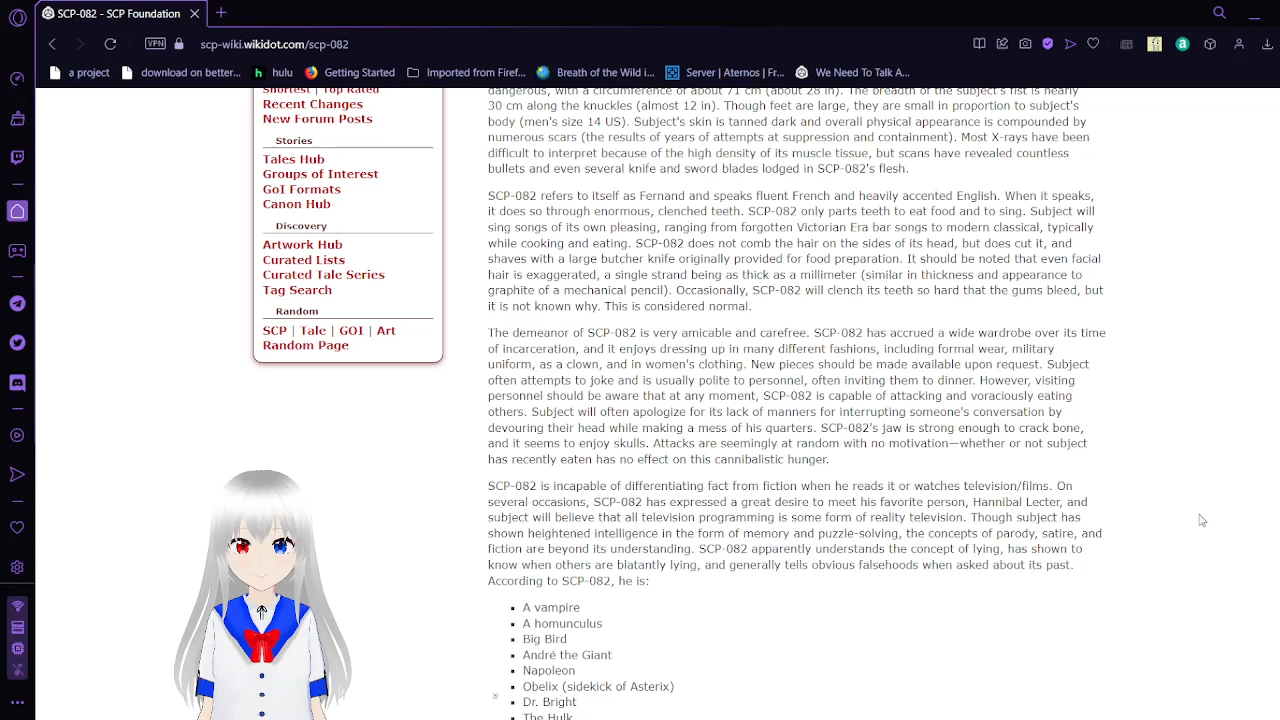 SCP-082 - SCP Foundation
VPN
scp-wiki.wikidot.com/scp-082
a project
download on better...
hulu
Getting Started
Imported from Firef...
Breath of the Wild i...
Server | Aternos | Fr...
We Need To Talk A...
Shortest | Top Rated
Recent Changes
New Forum Posts
Stories
Tales Hub
Groups of Interest
GoI Formats
Canon Hub
Discovery
Artwork Hub
Curated Lists
Curated Tale Series
Tag Search
Random
SCP | Tale | GOI | Art
Random Page
dangerous, with a circumference of about 71 cm (about 28 in). The breadth of the subject's fist is nearly
30 cm along the knuckles (almost 12 in). Though feet are large, they are small in proportion to subject's
body (men's size 14 US). Subject's skin is tanned dark and overall physical appearance is compounded by
numerous scars (the results of years of attempts at suppression and containment). Most X-rays have been
difficult to interpret because of the high density of its muscle tissue, but scans have revealed countless
bullets and even several knife and sword blades lodged in SCP-082's flesh.
SCP-082 refers to itself as Fernand and speaks fluent French and heavily accented English. When it speaks,
it does so through enormous, clenched teeth. SCP-082 only parts teeth to eat food and to sing. Subject will
sing songs of its own pleasing, ranging from forgotten Victorian Era bar songs to modern classical, typically
while cooking and eating. SCP-082 does not comb the hair on the sides of its head, but does cut it, and
shaves with a large butcher knife originally provided for food preparation. It should be noted that even facial
hair is exaggerated, a single strand being as thick as a millimeter (similar in thickness and appearance to
graphite of a mechanical pencil). Occasionally, SCP-082 will clench its teeth so hard that the gums bleed, but
it is not known why. This is considered normal.
The demeanor of SCP-082 is very amicable and carefree. SCP-082 has accrued a wide wardrobe over its time
of incarceration, and it enjoys dressing up in many different fashions, including formal wear, military
uniform, as a clown, and in women's clothing. New pieces should be made available upon request. Subject
often attempts to joke and is usually polite to personnel, often inviting them to dinner. However, visiting
personnel should be aware that at any moment, SCP-082 is capable of attacking and voraciously eating
others. Subject will often apologize for its lack of manners for interrupting someone's conversation by
devouring their head while making a mess of his quarters. SCP-082's jaw is strong enough to crack bone,
and it seems to enjoy skulls. Attacks are seemingly at random with no motivation—whether or not subject
has recently eaten has no effect on this cannibalistic hunger.
SCP-082 is incapable of differentiating fact from fiction when he reads it or watches television/films. On
several occasions, SCP-082 has expressed a great desire to meet his favorite person, Hannibal Lecter, and
subject will believe that all television programming is some form of reality television. Though subject has
shown heightened intelligence in the form of memory and puzzle-solving, the concepts of parody, satire, and
fiction are beyond its understanding. SCP-082 apparently understands the concept of lying, has shown to
know when others are blatantly lying, and generally tells obvious falsehoods when asked about its past.
According to SCP-082, he is:
A vampire
A homunculus
Big Bird
André the Giant
Napoleon
Obelix (sidekick of Asterix)
Dr. Bright
The Hulk